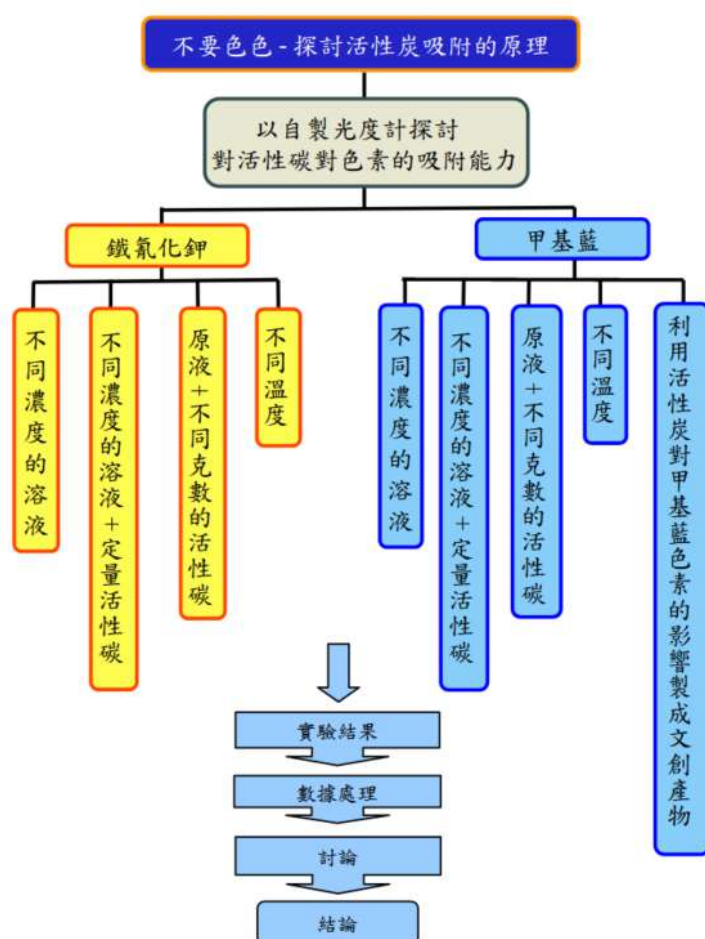 不要色色-探討活性炭吸附的原理
以自製光度計探討
對活性碳對色素的吸附能力
鐵氰化鉀
甲基藍
不同濃度的溶液
不同濃度的溶液+定量活性碳
原液+不同克數的活性碳
不同溫度
不同濃度的溶液
不同濃度的溶液+定量活性碳
原液+不同克數的活性碳
不同溫度
利用活性炭對甲基藍色素的影響製成文創產物
實驗結果
數據處理
討論
結論